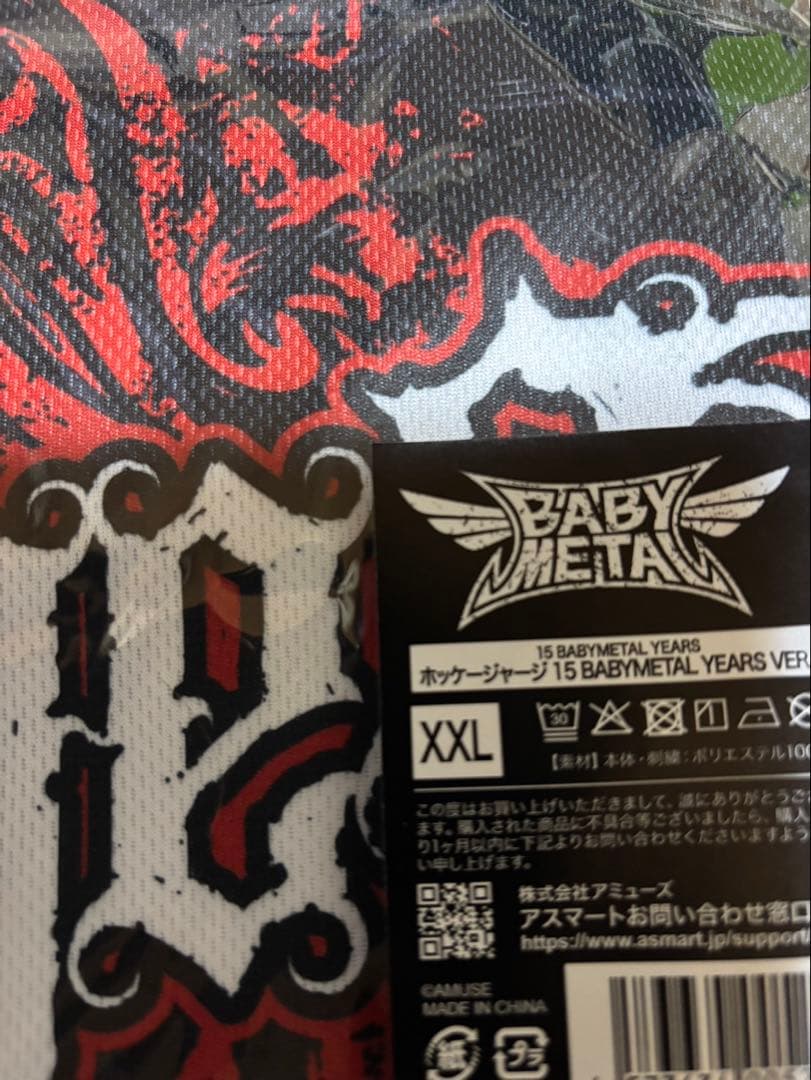 BABY
METAL
15 BABYMETAL YEARS
ホッケージャージ 15 BABYMETAL YEARS VER
XXL
30
【素材】本体・刺繍：ポリエステル100
この度はお買い上げいただきまして、誠にありがとうご
ます。購入された商品に不具合等ございましたら、購入
り1ヶ月以内に下記よりお問い合わせくださいますよ
い申し上げます。
株式会社アミューズ
アスマートお問い合わせ窓口
https://www.asmart.jp/support
©AMUSE
MADE IN CHINA
紙
プラ